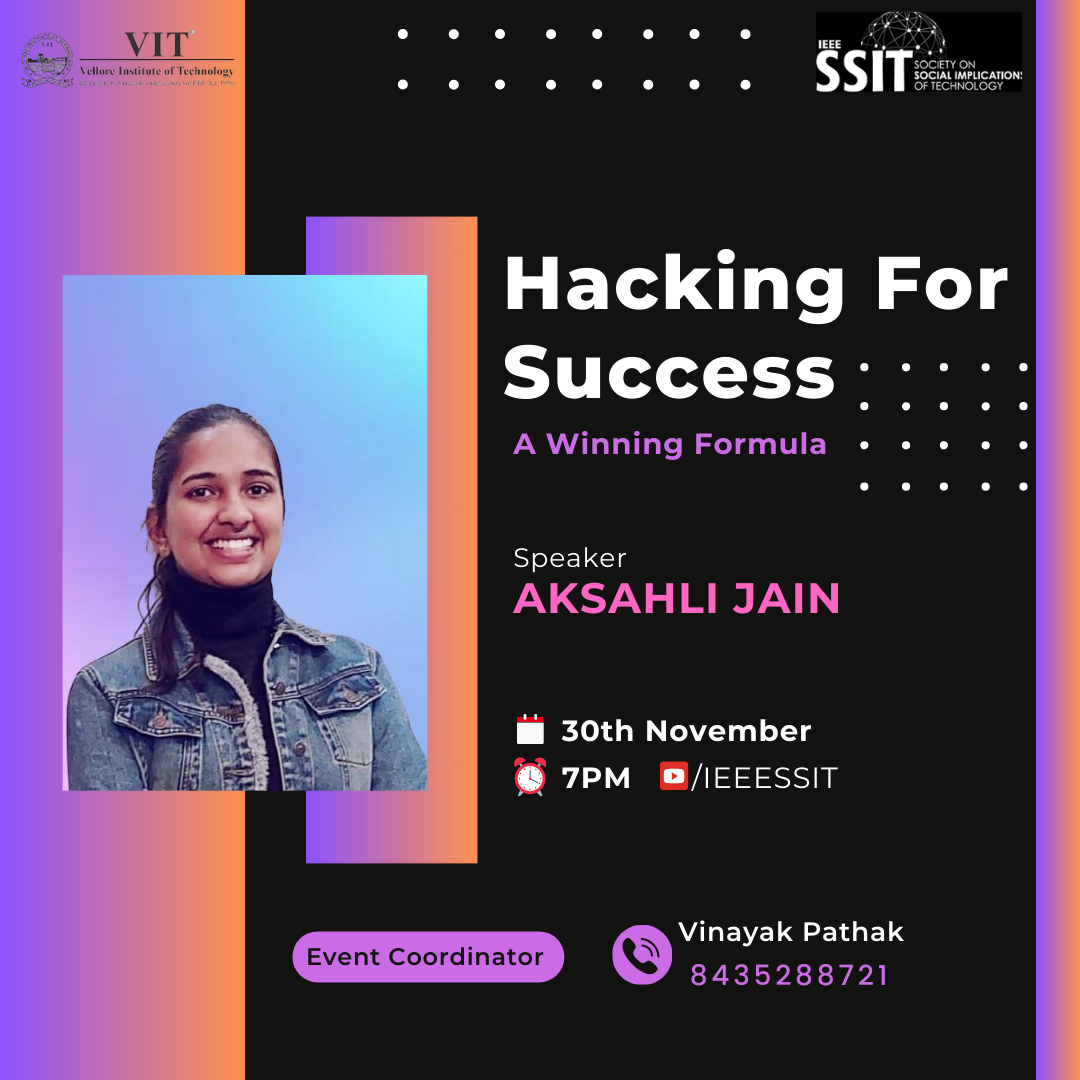 VIT
Vellore Institute of Technology
IEEE
SSIT
SOCIETY ON
SOCIAL IMPLICATIONS
OF TECHNOLOGY
Hacking For
Success
A Winning Formula
Speaker
AKSAHLI JAIN
30th November
7PM /IEEESSIT
Event Coordinator
Vinayak Pathak
8435288721